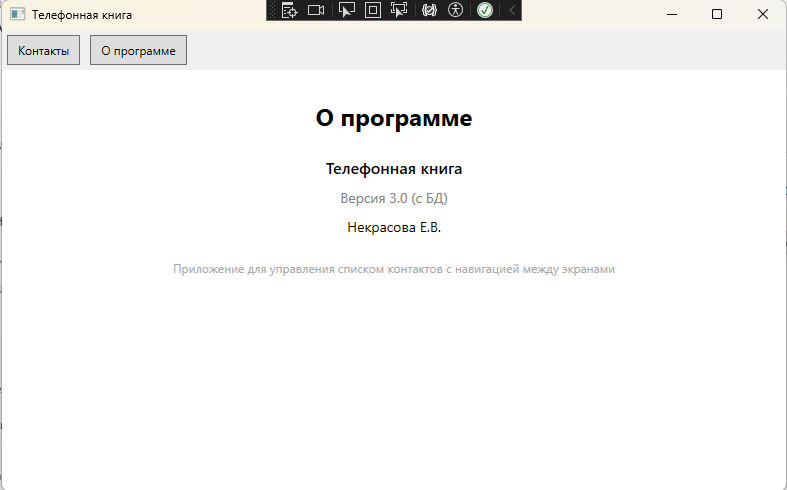 Телефонная книга
Контакты
О программе
О программе
Телефонная книга
Версия 3.0 (с БД)
Некрасова Е.В.
Приложение для управления списком контактов с навигацией между экранами